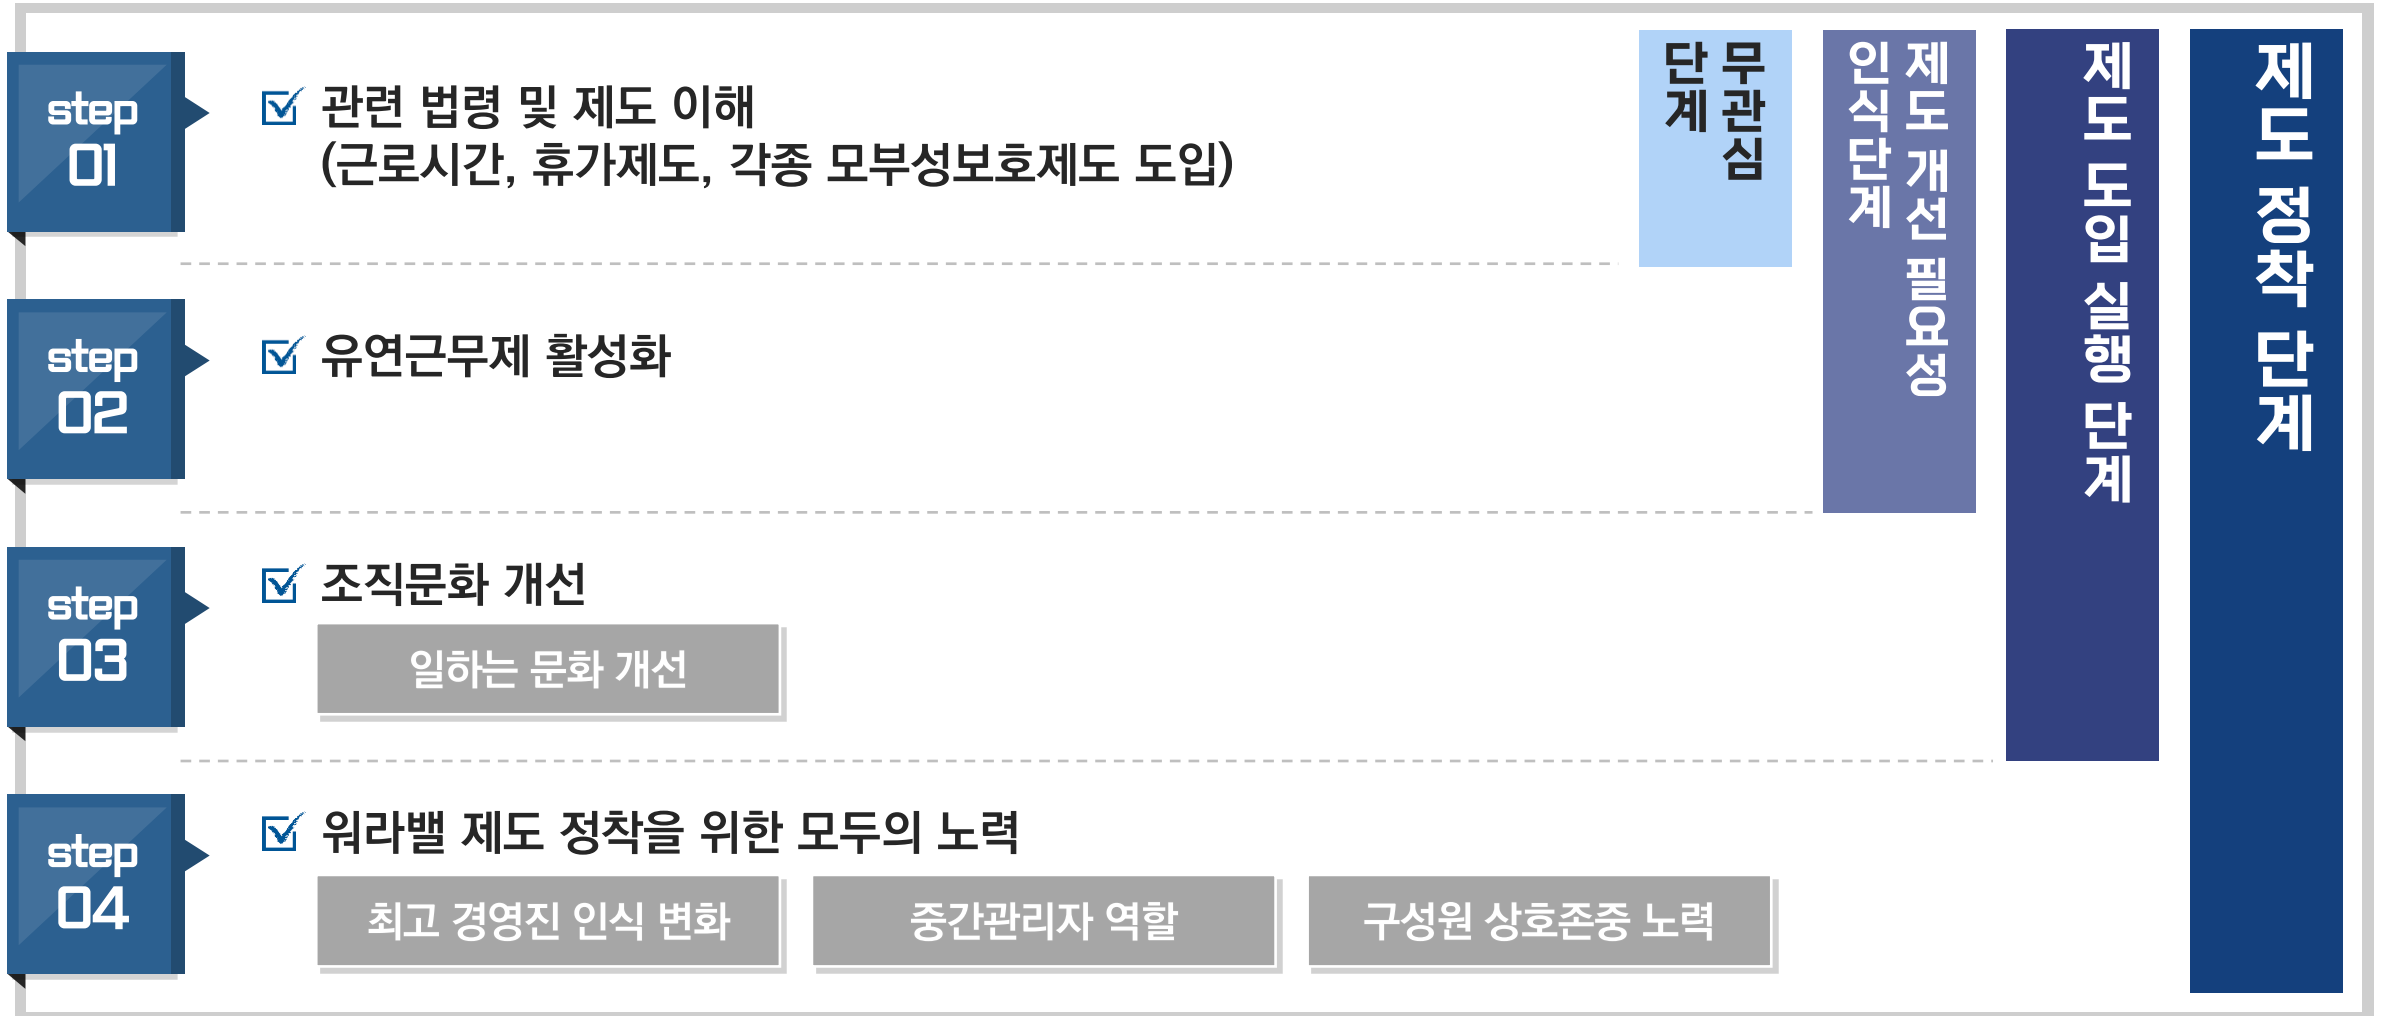 step
01
관련 법령 및 제도 이해
(근로시간, 휴가제도, 각종 모부성보호제도 도입)
step
02
유연근무제 활성화
step
03
조직문화 개선
일하는 문화 개선
step
04
워라밸 제도 정착을 위한 모두의 노력
최고 경영진 인식 변화
중간관리자 역할
구성원 상호존중 노력
무관심
단계
제도 개선 필요성
인식단계
제도 도입 실행 단계
제도 정착 단계